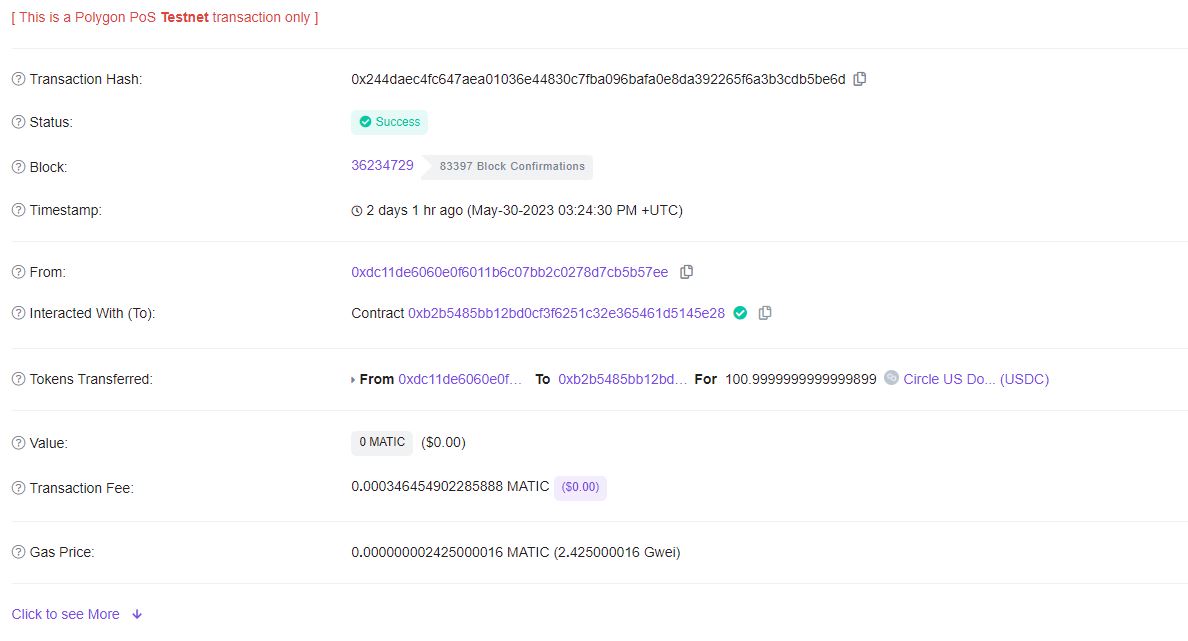 [ This is a Polygon PoS Testnet transaction only ]
Transaction Hash: 0x244daec4fc647aea01036e44830c7fba096bafa0e8da392265f6a3b3cdb5be6d
Status: Success
Block: 36234729 83397 Block Confirmations
Timestamp: 2 days 1 hr ago (May-30-2023 03:24:30 PM +UTC)
From: 0xdc11de6060e0f6011b6c07bb2c0278d7cb5b57ee
Interacted With (To): Contract 0xb2b5485bb12bd0cf3f6251c32e365461d5145e28
Tokens Transferred: From 0xdc11de6060e0f... To 0xb2b5485bb12bd... For 100.9999999999999899 Circle US Do... (USDC)
Value: 0 MATIC ($0.00)
Transaction Fee: 0.000346454902285888 MATIC ($0.00)
Gas Price: 0.000000002425000016 MATIC (2.425000016 Gwei)
Click to see More